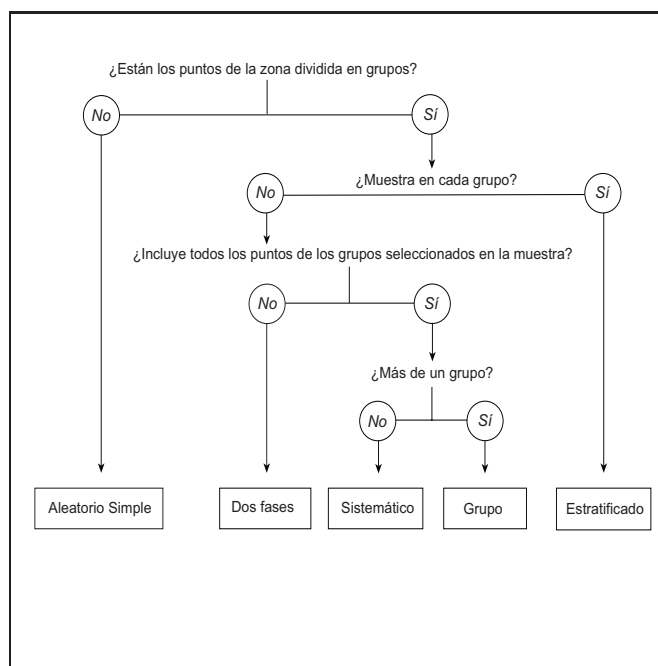 ¿Están los puntos de la zona dividida en grupos?
No
Sí
¿Muestra en cada grupo?
No
Sí
¿Incluye todos los puntos de los grupos seleccionados en la muestra?
No
Sí
¿Más de un grupo?
No
Sí
Aleatorio Simple
Dos fases
Sistemático
Grupo
Estratificado